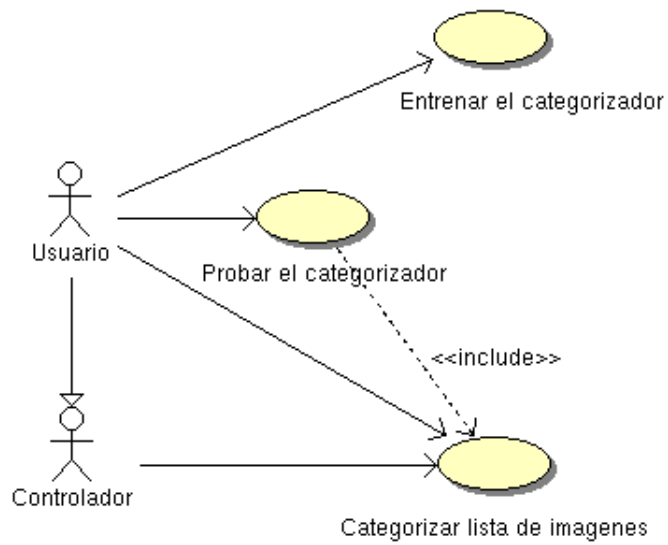 Entrenar el categorizador
Usuario
Probar el categorizador
<<include>>
Controlador
Categorizar lista de imagenes